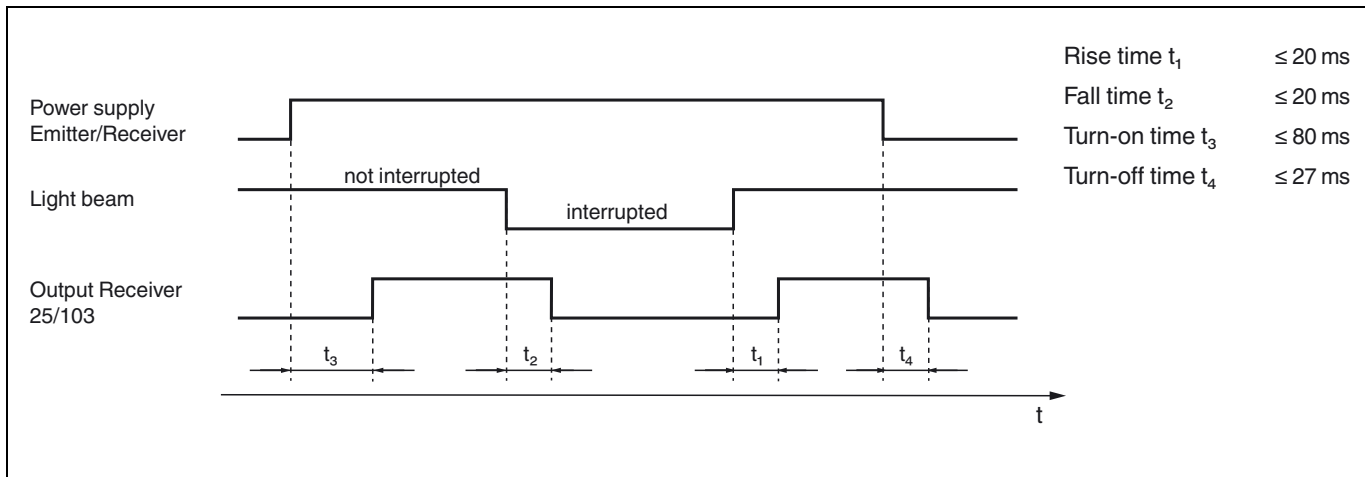 Power supply
Emitter/Receiver
Light beam
not interrupted
interrupted
Output Receiver
25/103
t₃
t₂
t₁
t₄
t
Rise time t₁ ≤ 20 ms
Fall time t₂ ≤ 20 ms
Turn-on time t₃ ≤ 80 ms
Turn-off time t₄ ≤ 27 ms